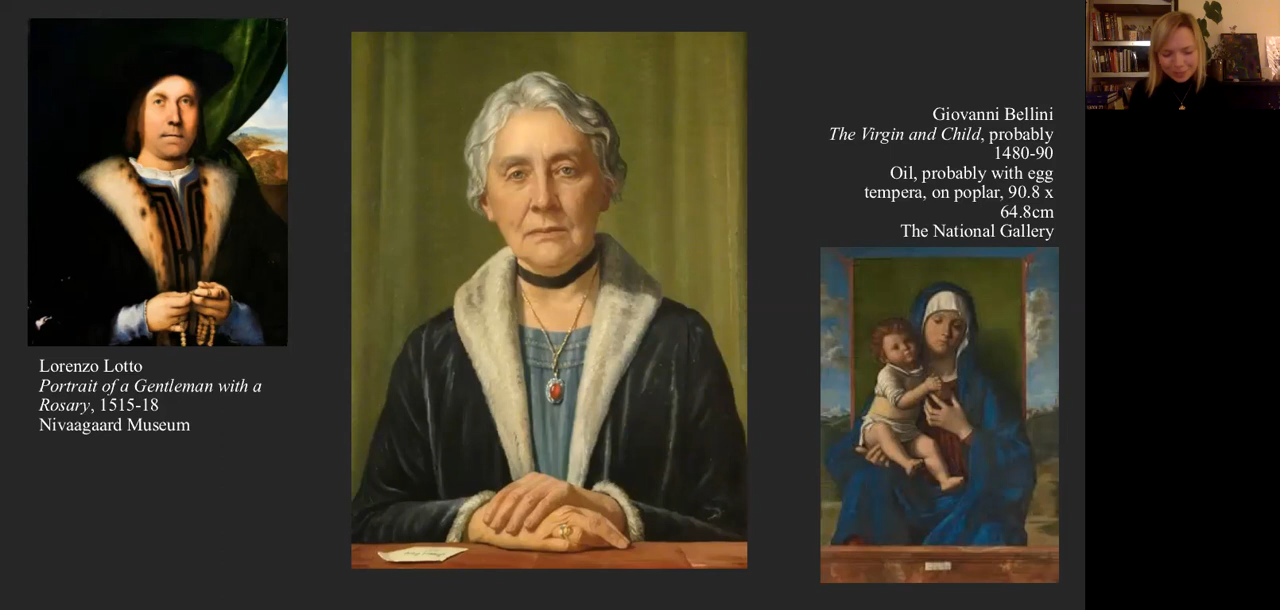 Lorenzo Lotto
Portrait of a Gentleman with a
Rosary, 1515-18
Nivaagaard Museum
Giovanni Bellini
The Virgin and Child, probably
1480-90
Oil, probably with egg
tempera, on poplar, 90.8 x
64.8cm
The National Gallery